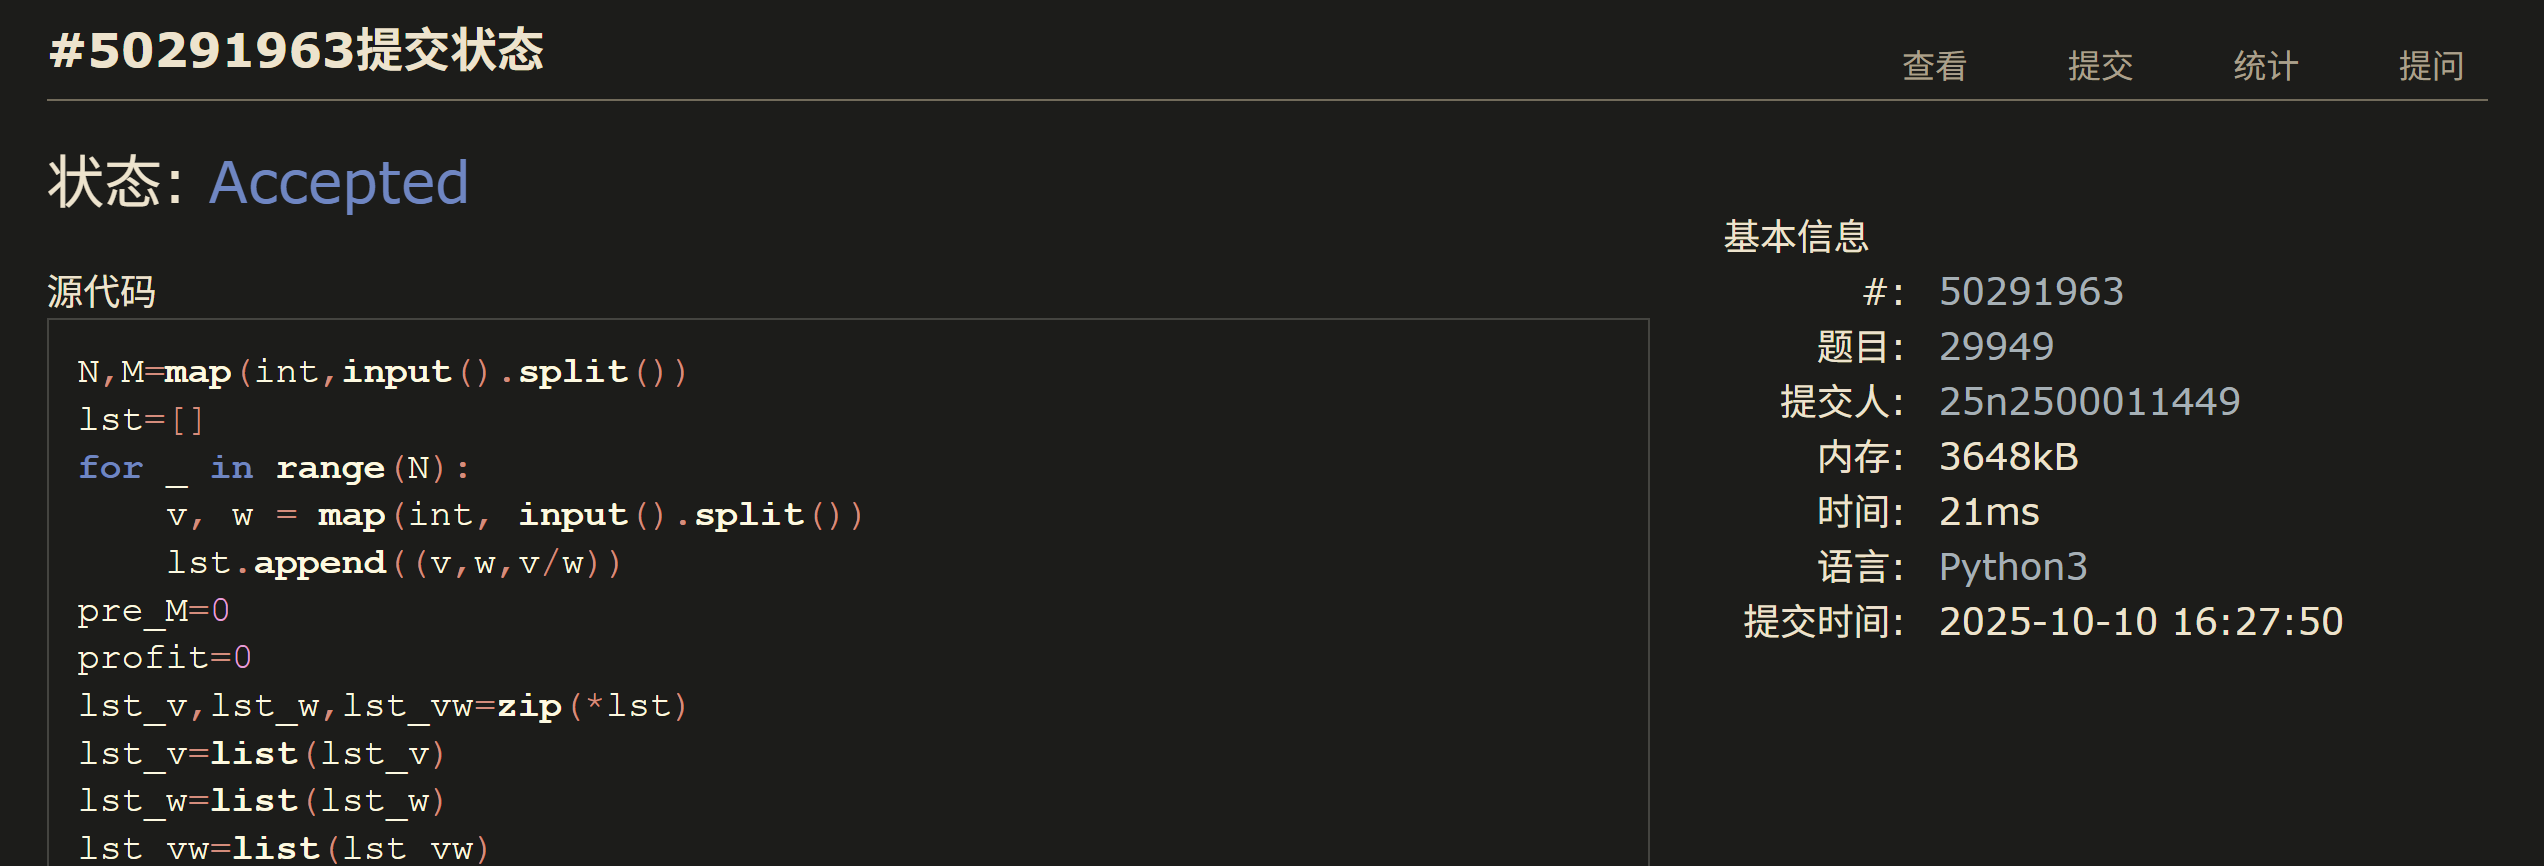 #50291963提交状态
查看 提交 统计 提问
状态: Accepted
源代码
N,M=map(int,input().split())
lst=[]
for _ in range(N):
    v, w = map(int, input().split())
    lst.append((v,w,v/w))
pre_M=0
profit=0
lst_v,lst_w,lst_vw=zip(*lst)
lst_v=list(lst_v)
lst_w=list(lst_w)
lst_vw=list(lst_vw)
基本信息
#: 50291963
题目: 29949
提交人: 25n2500011449
内存: 3648kB
时间: 21ms
语言: Python3
提交时间: 2025-10-10 16:27:50